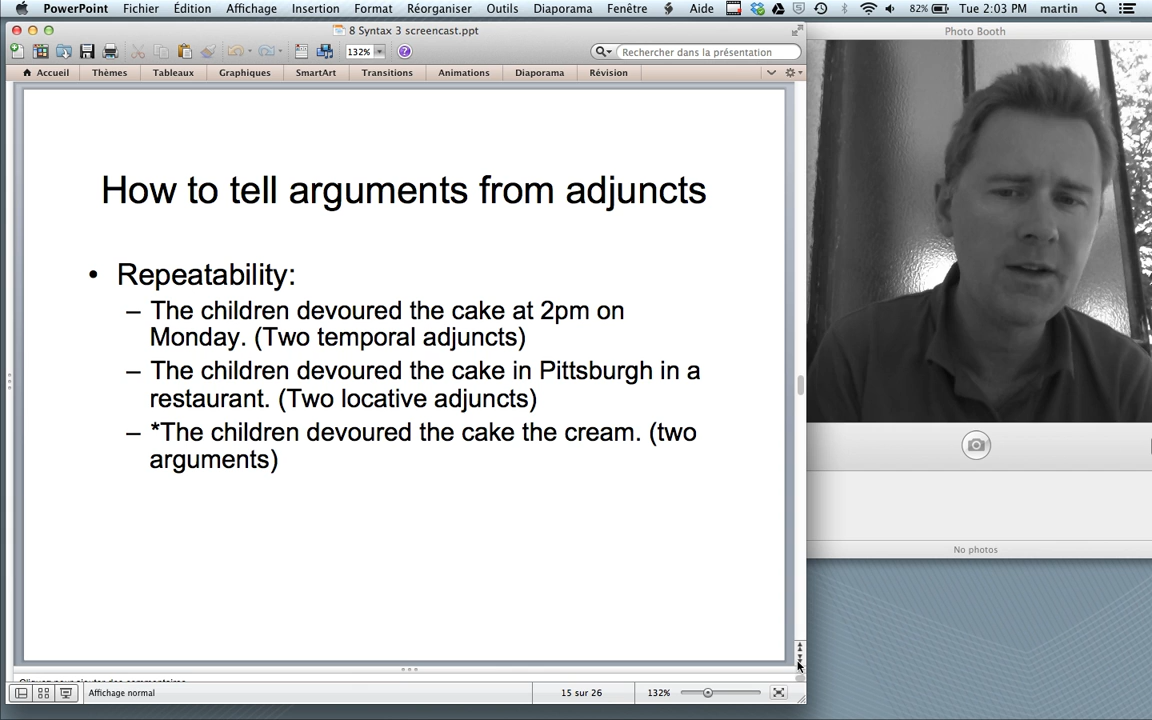 PowerPoint Fichier Édition Affichage Insertion Format Réorganiser Outils Diaporama Fenêtre Aide 82% Tue 2:03 PM martin
8 Syntax 3 screencast.ppt
Photo Booth
132% Rechercher dans la présentation
Accueil Thèmes Tableaux Graphiques SmartArt Transitions Animations Diaporama Révision
How to tell arguments from adjuncts
• Repeatability:
– The children devoured the cake at 2pm on
Monday. (Two temporal adjuncts)
– The children devoured the cake in Pittsburgh in a
restaurant. (Two locative adjuncts)
– *The children devoured the cake the cream. (two
arguments)
No photos
Affichage normal 15 sur 26 132%